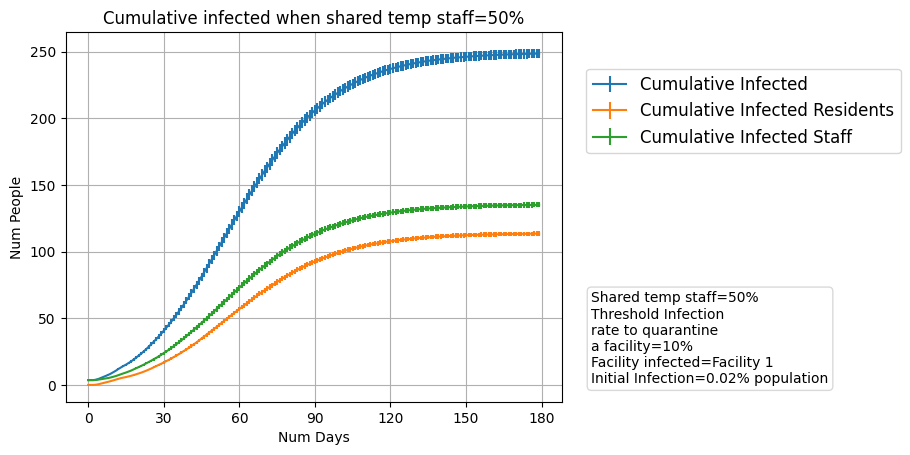 Cumulative infected when shared temp staff=50%
Num People
250
200
150
100
50
0
0 30 60 90 120 150 180
Num Days
Cumulative Infected
Cumulative Infected Residents
Cumulative Infected Staff
Shared temp staff=50%
Threshold Infection
rate to quarantine
a facility=10%
Facility infected=Facility 1
Initial Infection=0.02% population